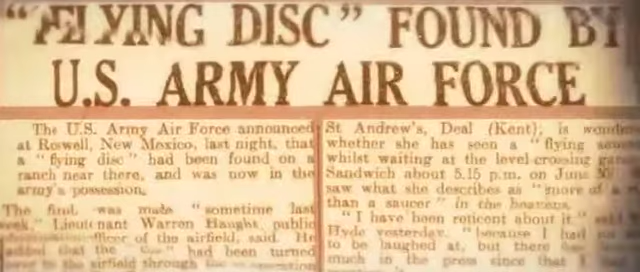 "FLYING DISC" FOUND BY
U.S. ARMY AIR FORCE
The U.S. Army Air Force announced
at Roswell, New Mexico, last night, that
a "flying disc" had been found on a
ranch near there, and was now in the
army's possession.
The find was made "sometime last
week," Lieutenant Warren Haught, public
officer of the airfield, said. He
added that the had been turned
over to the airfield through the
St Andrew's, Deal (Kent), is
whether she has seen a "flying
whilst waiting at the level-crossing
Sandwich about 5.15 p.m. on June
saw what she describes as "more of a
than a saucer" in the heavens.
"I have been reticent about it,"
Hyde yesterday, "because I had
to be laughed at, but there
much in the press since that I